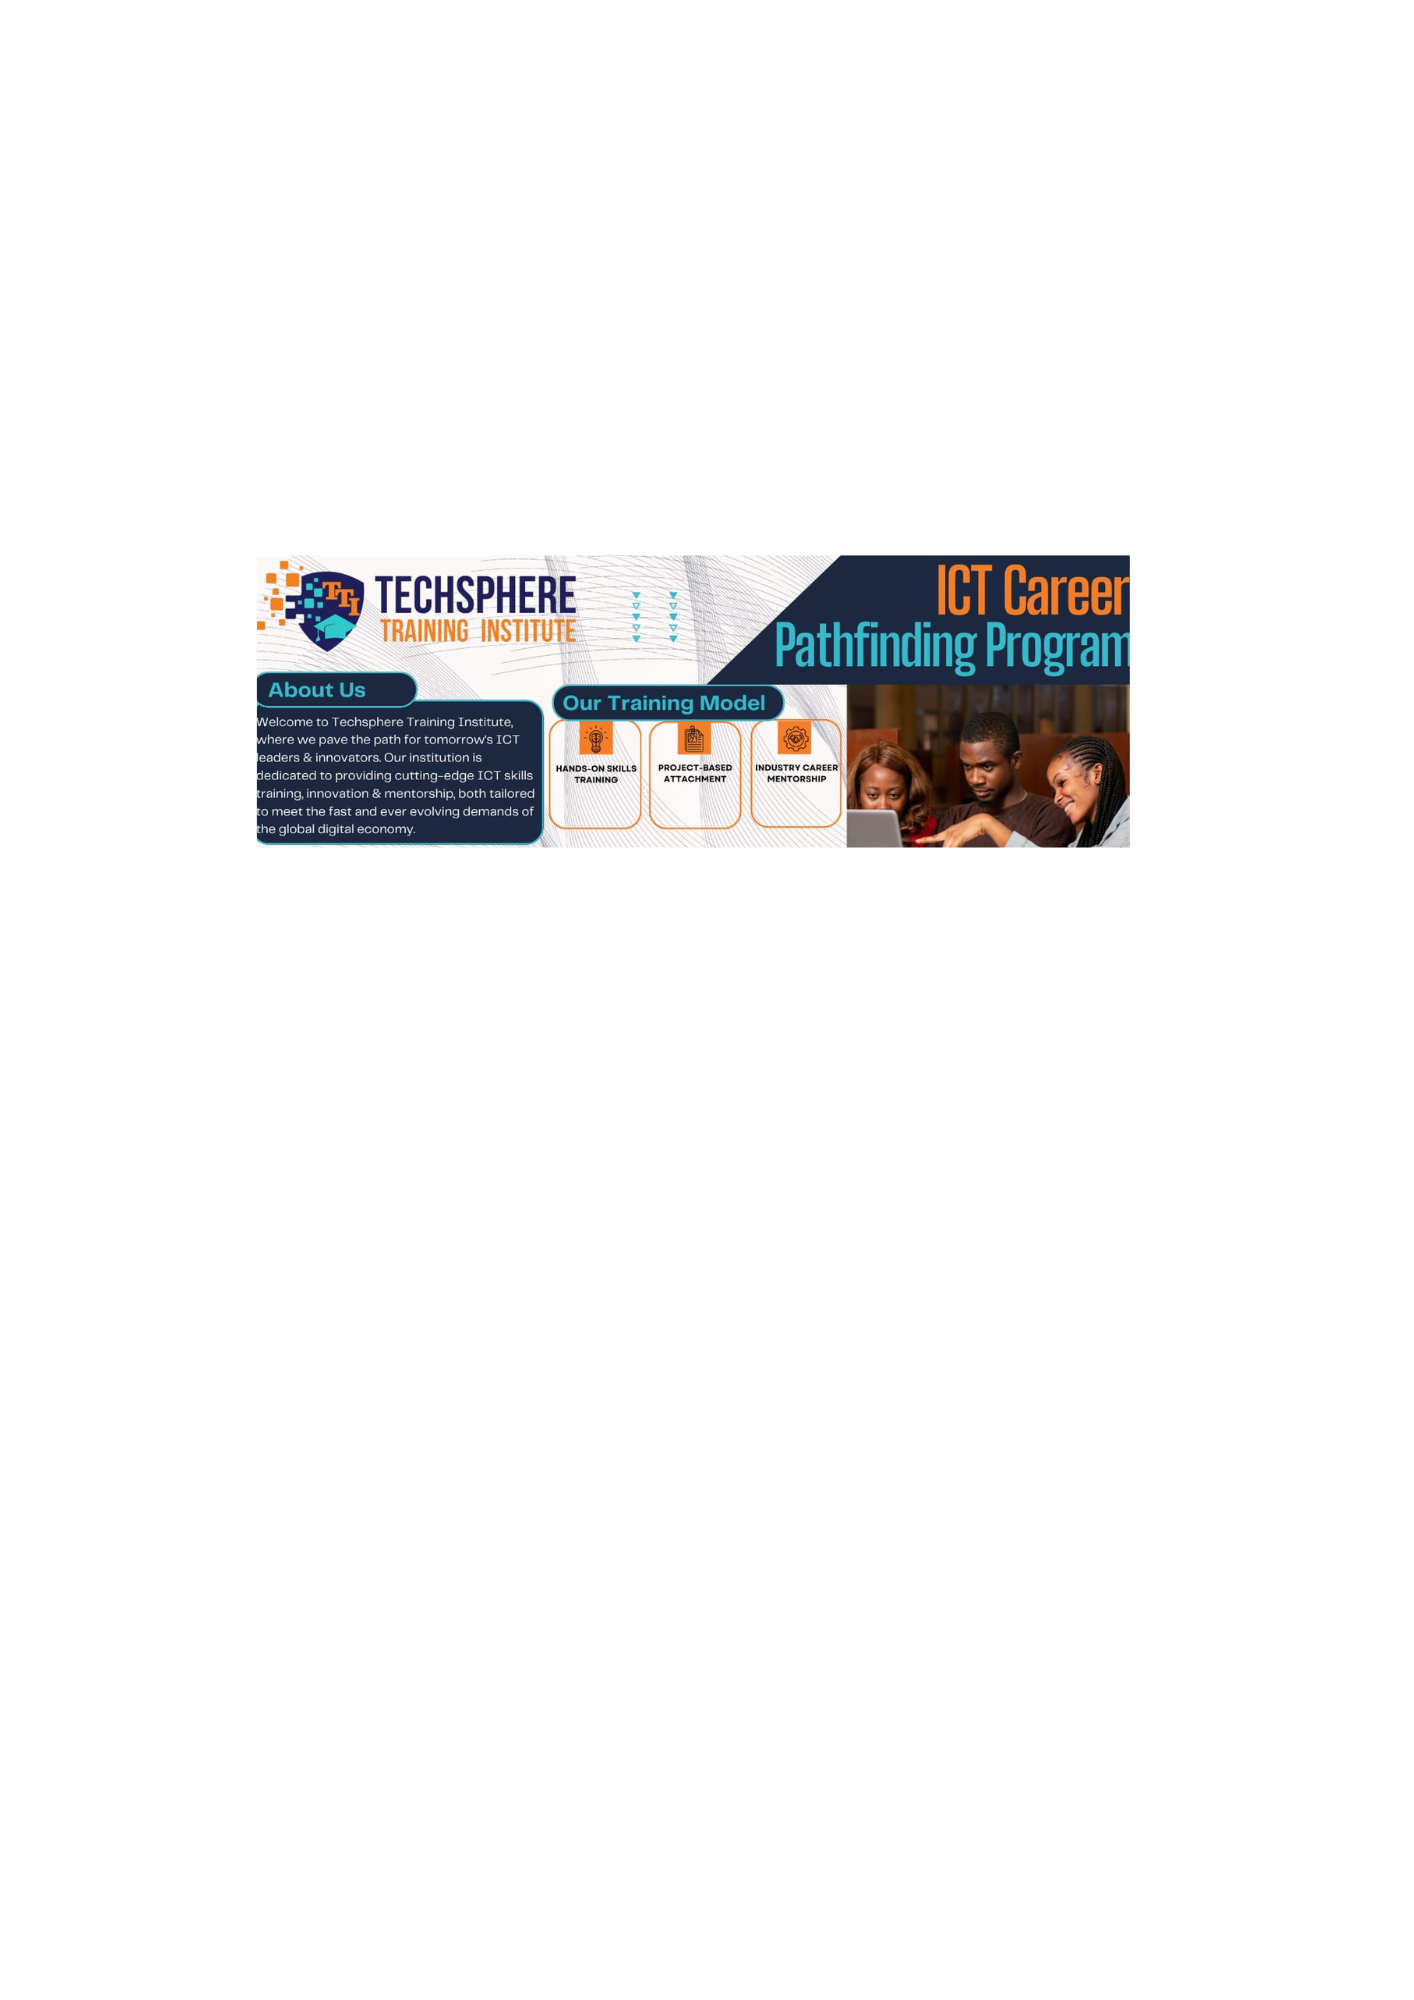 TTI
TECHSPHERE
TRAINING INSTITUTE
ICT Career
Pathfinding Program
About Us
Welcome to Techsphere Training Institute,
where we pave the path for tomorrow's ICT
leaders & innovators. Our institution is
dedicated to providing cutting-edge ICT skills
training, innovation & mentorship, both tailored
to meet the fast and ever evolving demands of
the global digital economy.
Our Training Model
HANDS-ON SKILLS
TRAINING
PROJECT-BASED
ATTACHMENT
INDUSTRY CAREER
MENTORSHIP